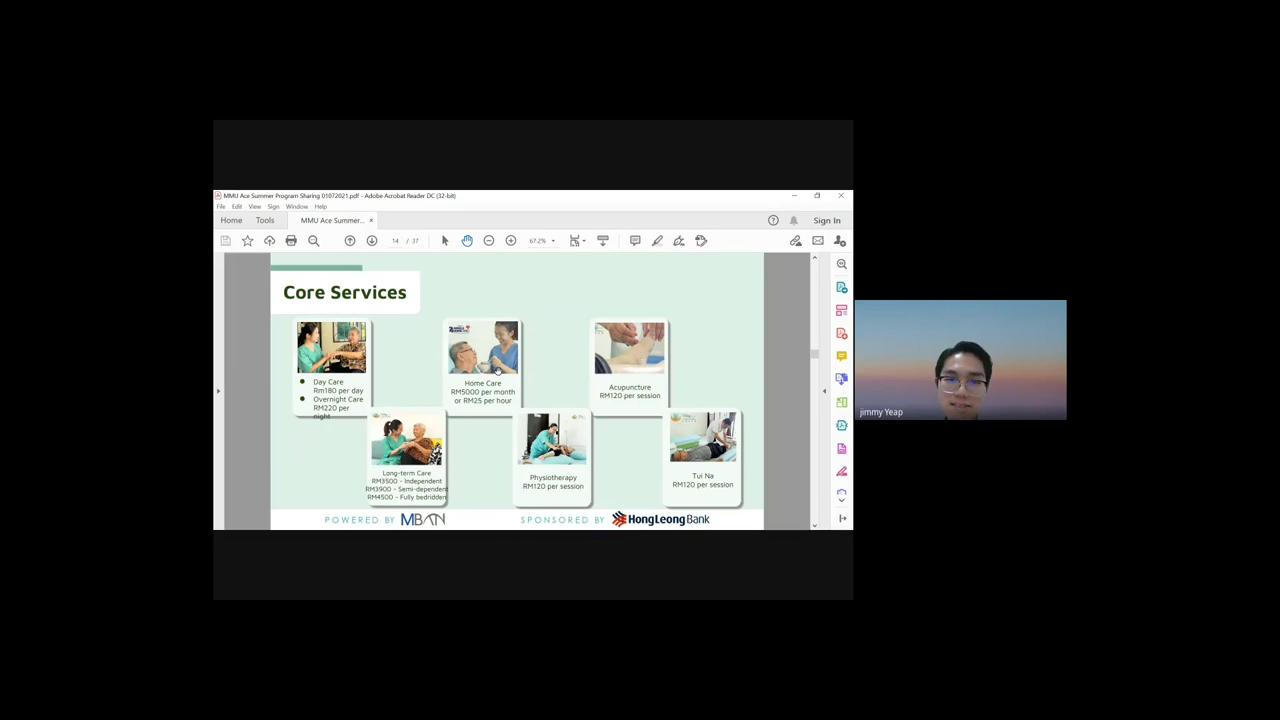 MMU Ace Summer Program Sharing 01072021.pdf - Adobe Acrobat Reader DC (32-bit)
File Edit View Sign Window Help
Home Tools MMU Ace Summer... × Sign In
14 / 37 67.2%
Core Services
Day Care
Rm180 per day
Overnight Care
RM220 per
night
Home Care
RM5000 per month
or RM25 per hour
Acupuncture
RM120 per session
Long-term Care
RM3500 - Independent
RM3900 - Semi-dependent
RM4500 - Fully bedridden
Physiotherapy
RM120 per session
Tui Na
RM120 per session
POWERED BY MBAN
SPONSORED BY HongLeong Bank
jimmy Yeap